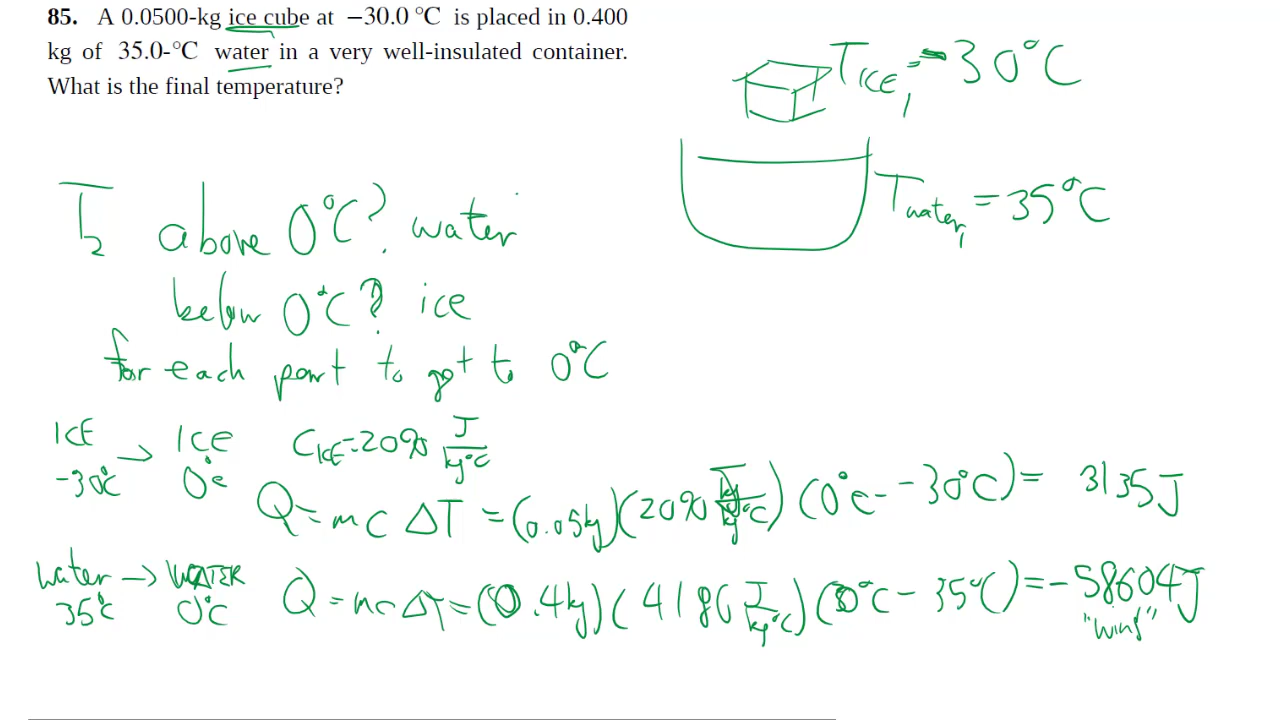 85. A 0.0500-kg ice cube at −30.0 °C is placed in 0.400
kg of 35.0-°C water in a very well-insulated container.
What is the final temperature?
T_ICE,1 = -30°C
T_water,1 = 35°C
T_2 above 0°C? water
below 0°C? ice
for each part to get to 0°C
ICE → Ice C_ICE = 2090 J/kg°C
-30°C 0°C
Q = mcΔT = (0.05kg)(2090 J/kg°C)(0°C - -30°C) = 3135J
water → WATER Q = mcΔT = (0.4kg)(4186 J/kg°C)(0°C - 35°C) = -58604J
35°C 0°C "wins"